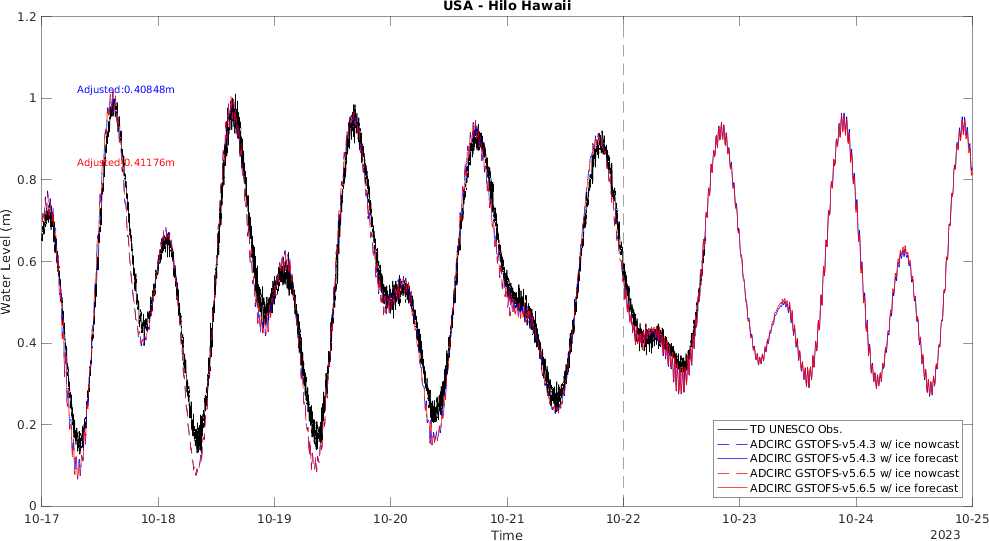 USA - Hilo Hawaii
1.2
1
0.8
0.6
0.4
0.2
0
Water Level (m)
Adjusted:0.40848m
Adjusted:0.41176m
TD UNESCO Obs.
ADCIRC GSTOFS-v5.4.3 w/ ice nowcast
ADCIRC GSTOFS-v5.4.3 w/ ice forecast
ADCIRC GSTOFS-v5.6.5 w/ ice nowcast
ADCIRC GSTOFS-v5.6.5 w/ ice forecast
10-17 10-18 10-19 10-20 10-21 10-22 10-23 10-24 10-25
Time
2023